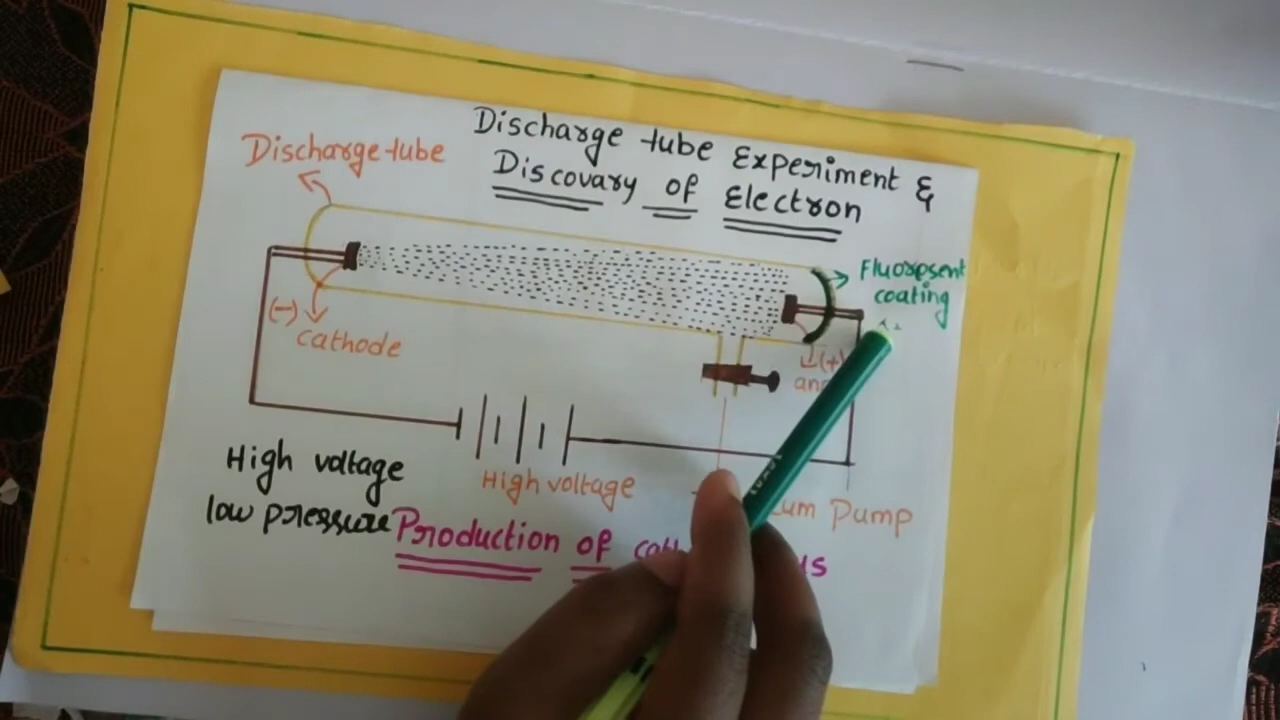 Discharge tube Experiment &
Discovary of Electron
Discharge tube
Fluorpsent
coating
(-)
cathode
(+)
High voltage
low pressure
High voltage
Pump
Production of